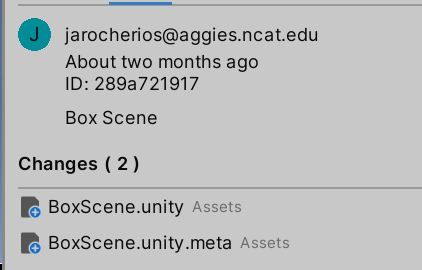 J
jarocherios@aggies.ncat.edu
About two months ago
ID: 289a721917
Box Scene
Changes ( 2 )
BoxScene.unity Assets
BoxScene.unity.meta Assets